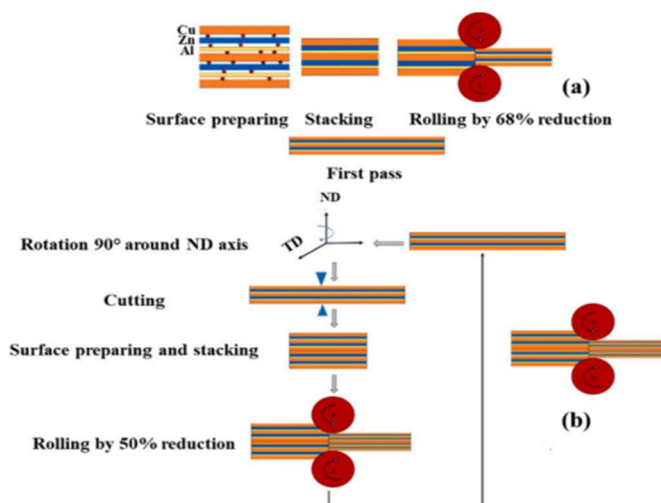 Cu
Zn
Al
(a)
Surface preparing Stacking Rolling by 68% reduction
First pass
ND
Rotation 90° around ND axis
TD
Cutting
Surface preparing and stacking
(b)
Rolling by 50% reduction